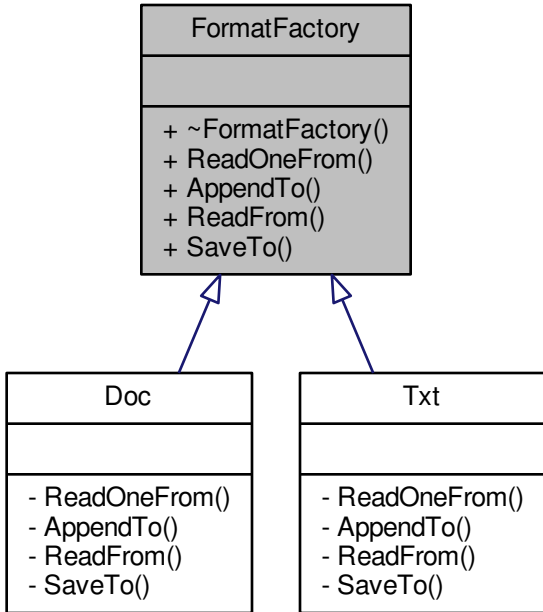 FormatFactory
+ ~FormatFactory()
+ ReadOneFrom()
+ AppendTo()
+ ReadFrom()
+ SaveTo()
Doc
- ReadOneFrom()
- AppendTo()
- ReadFrom()
- SaveTo()
Txt
- ReadOneFrom()
- AppendTo()
- ReadFrom()
- SaveTo()